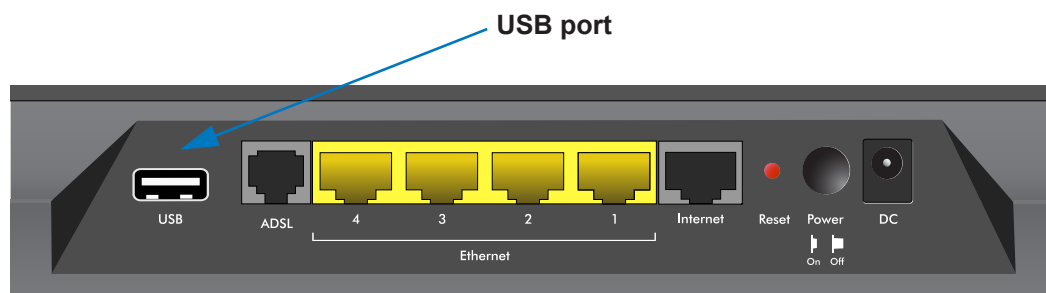 USB port
USB
ADSL
4 3 2 1
Internet
Reset
Power
DC
Ethernet
On Off